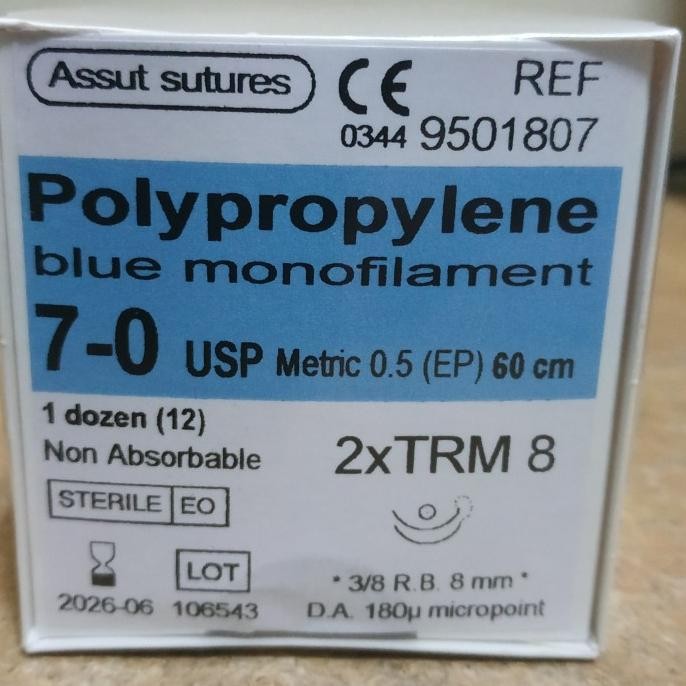 Assut sutures CE REF
0344 9501807
Polypropylene
blue monofilament
7-0 USP Metric 0.5 (EP) 60 cm
1 dozen (12)
Non Absorbable
2xTRM 8
STERILE EO
LOT
2026-06 106543
* 3/8 R.B. 8 mm *
D.A. 180µ micropoint